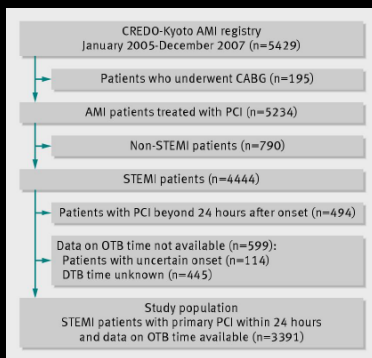 CREDO-Kyoto AMI registry
January 2005-December 2007 (n=5429)
Patients who underwent CABG (n=195)
AMI patients treated with PCI (n=5234)
Non-STEMI patients (n=790)
STEMI patients (n=4444)
Patients with PCI beyond 24 hours after onset (n=494)
Data on OTB time not available (n=599):
Patients with uncertain onset (n=114)
DTB time unknown (n=445)
Study population
STEMI patients with primary PCI within 24 hours
and data on OTB time available (n=3391)